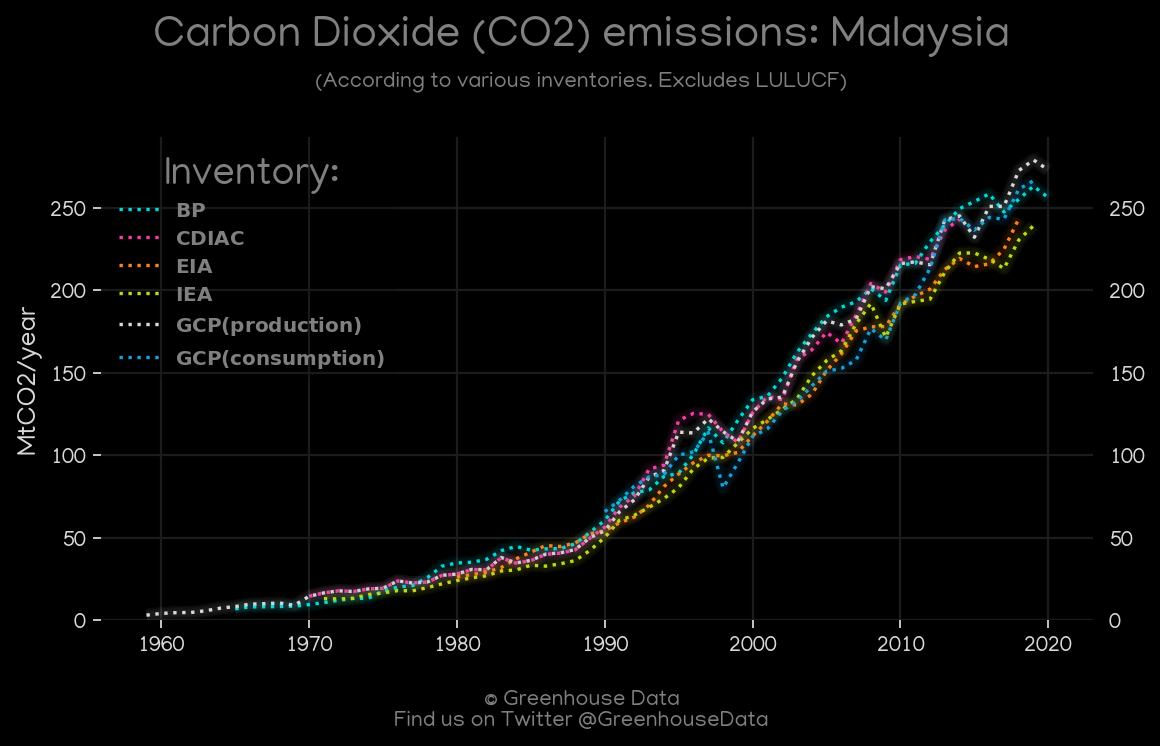 Carbon Dioxide (CO2) emissions: Malaysia
(According to various inventories. Excludes LULUCF)
Inventory:
BP
CDIAC
EIA
IEA
GCP(production)
GCP(consumption)
MtCO2/year
250 250
200 200
150 150
100 100
50 50
0 0
1960 1970 1980 1990 2000 2010 2020
© Greenhouse Data
Find us on Twitter @GreenhouseData